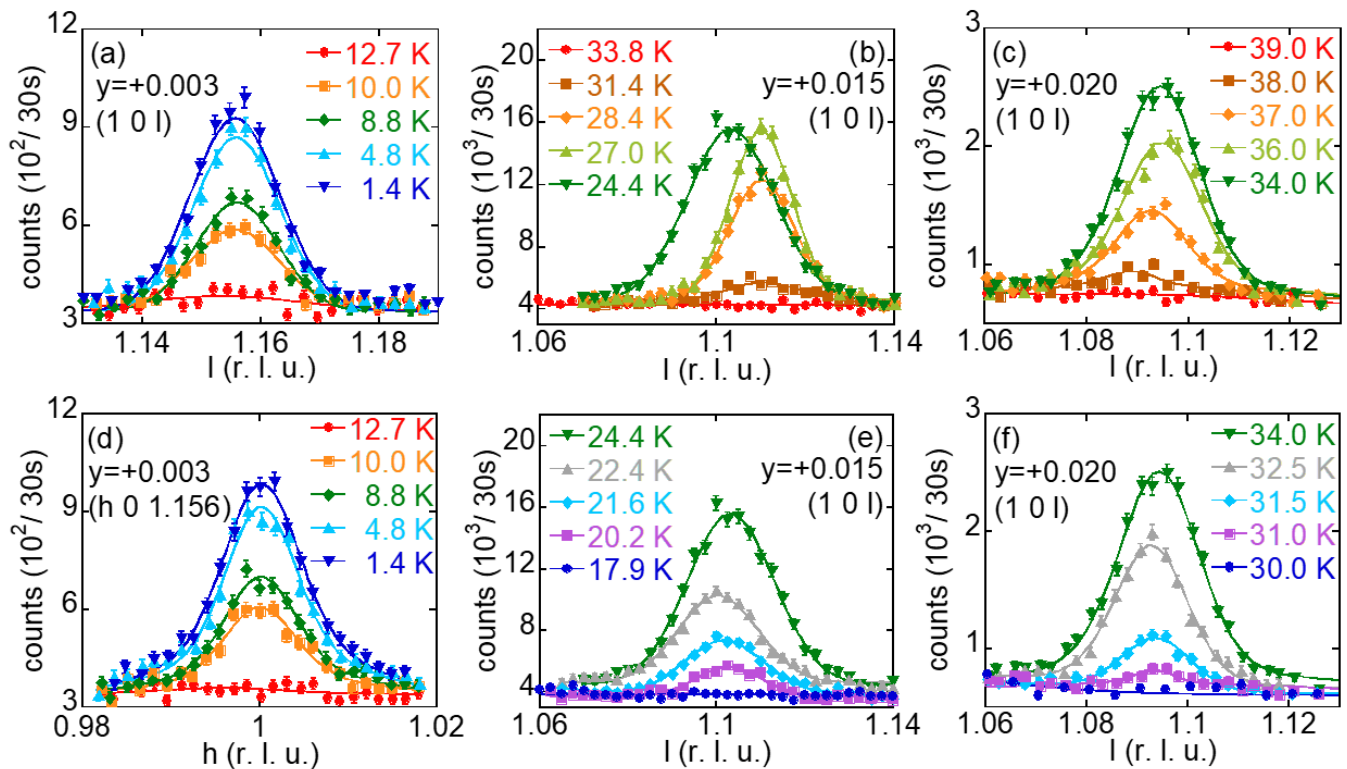 (a)
y=+0.003
(1 0 l)
12.7 K
10.0 K
8.8 K
4.8 K
1.4 K
12
9
6
3
counts (10²/ 30s)
1.14
1.16
1.18
l (r. l. u.)
(b)
y=+0.015
(1 0 l)
33.8 K
31.4 K
28.4 K
27.0 K
24.4 K
20
16
12
8
4
counts (10³/ 30s)
1.06
1.1
1.14
l (r. l. u.)
(c)
y=+0.020
(1 0 l)
39.0 K
38.0 K
37.0 K
36.0 K
34.0 K
3
2
1
counts (10³/ 30s)
1.06
1.08
1.1
1.12
l (r. l. u.)
(d)
y=+0.003
(h 0 1.156)
12.7 K
10.0 K
8.8 K
4.8 K
1.4 K
12
9
6
3
counts (10²/ 30s)
0.98
1
1.02
h (r. l. u.)
(e)
y=+0.015
(1 0 l)
24.4 K
22.4 K
21.6 K
20.2 K
17.9 K
20
16
12
8
4
counts (10³/ 30s)
1.06
1.1
1.14
l (r. l. u.)
(f)
y=+0.020
(1 0 l)
34.0 K
32.5 K
31.5 K
31.0 K
30.0 K
3
2
1
counts (10³/ 30s)
1.06
1.08
1.1
1.12
l (r. l. u.)